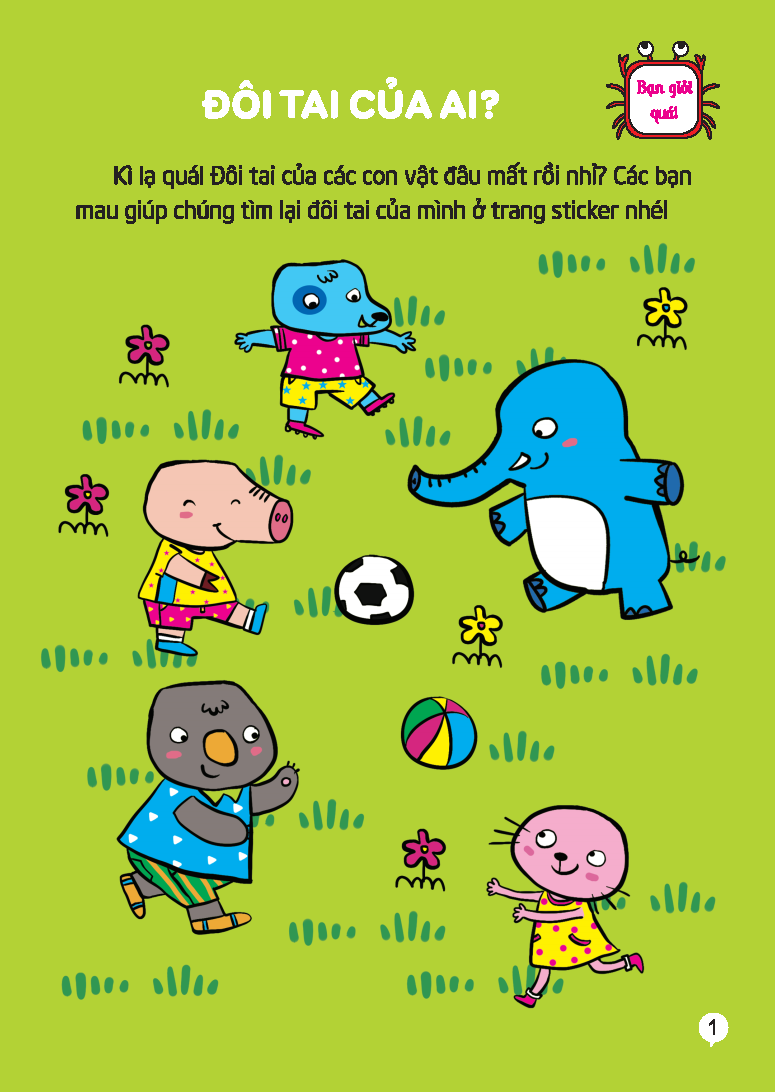 ĐÔI TAI CỦA AI?
Bạn giỏi
quá!
Kì lạ quá! Đôi tai của các con vật đâu mất rồi nhỉ? Các bạn
mau giúp chúng tìm lại đôi tai của mình ở trang sticker nhé!
1